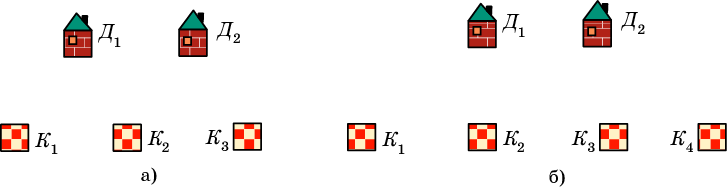 Д₁ Д₂ Д₁ Д₂
К₁ К₂ К₃ К₁ К₂ К₃ К₄
а) б)